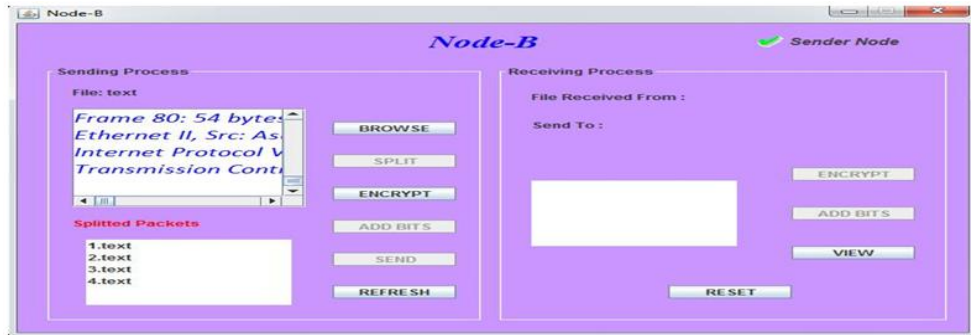 Node-B
Node-B
Sender Node
Sending Process
File: text
Frame 80: 54 bytes
Ethernet II, Src: As
Internet Protocol V
Transmission Cont
BROWSE
SPLIT
ENCRYPT
ADD BITS
SEND
REFRESH
Splitted Packets
1.text
2.text
3.text
4.text
Receiving Process
File Received From :
Send To :
ENCRYPT
ADD BITS
VIEW
RESET